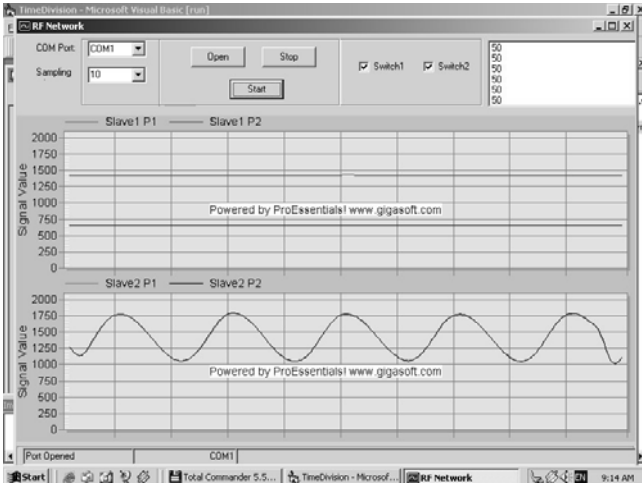 TimeDivision - Microsoft Visual Basic [run]
RF Network
COM Port
COM1
Open
Stop
Sampling
10
Start
Switch1
Switch2
50
50
50
50
50
50
Slave1 P1
Slave1 P2
Signal Value
2000
1750
1500
1250
1000
750
500
250
0
Powered by ProEssentials! www.gigasoft.com
Slave2 P1
Slave2 P2
Signal Value
2000
1750
1500
1250
1000
750
500
250
0
Powered by ProEssentials! www.gigasoft.com
Port Opened
COM1
Start
Total Commander 5.5...
TimeDivision - Microsof...
RF Network
EN
9:14 AM